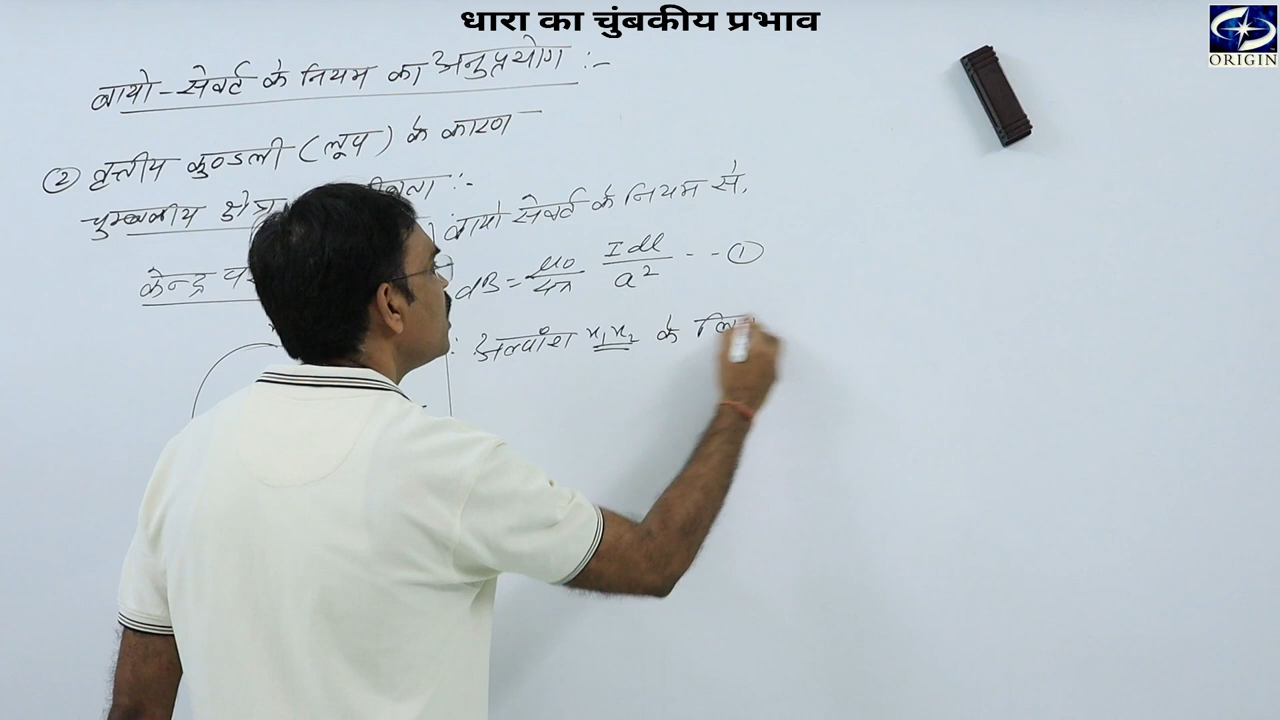 धारा का चुंबकीय प्रभाव
ORIGIN
बायो-सेवर्ट के नियम का अनुप्रयोग :-
② वृत्तीय कुण्डली (लूप) के कारण
चुम्बकीय क्षेत्र :-
केन्द्र
बायो सेवर्ट के नियम से,
dB = μ0/4π Idl/a² --- ①
अल्पांश x₁x₂ के